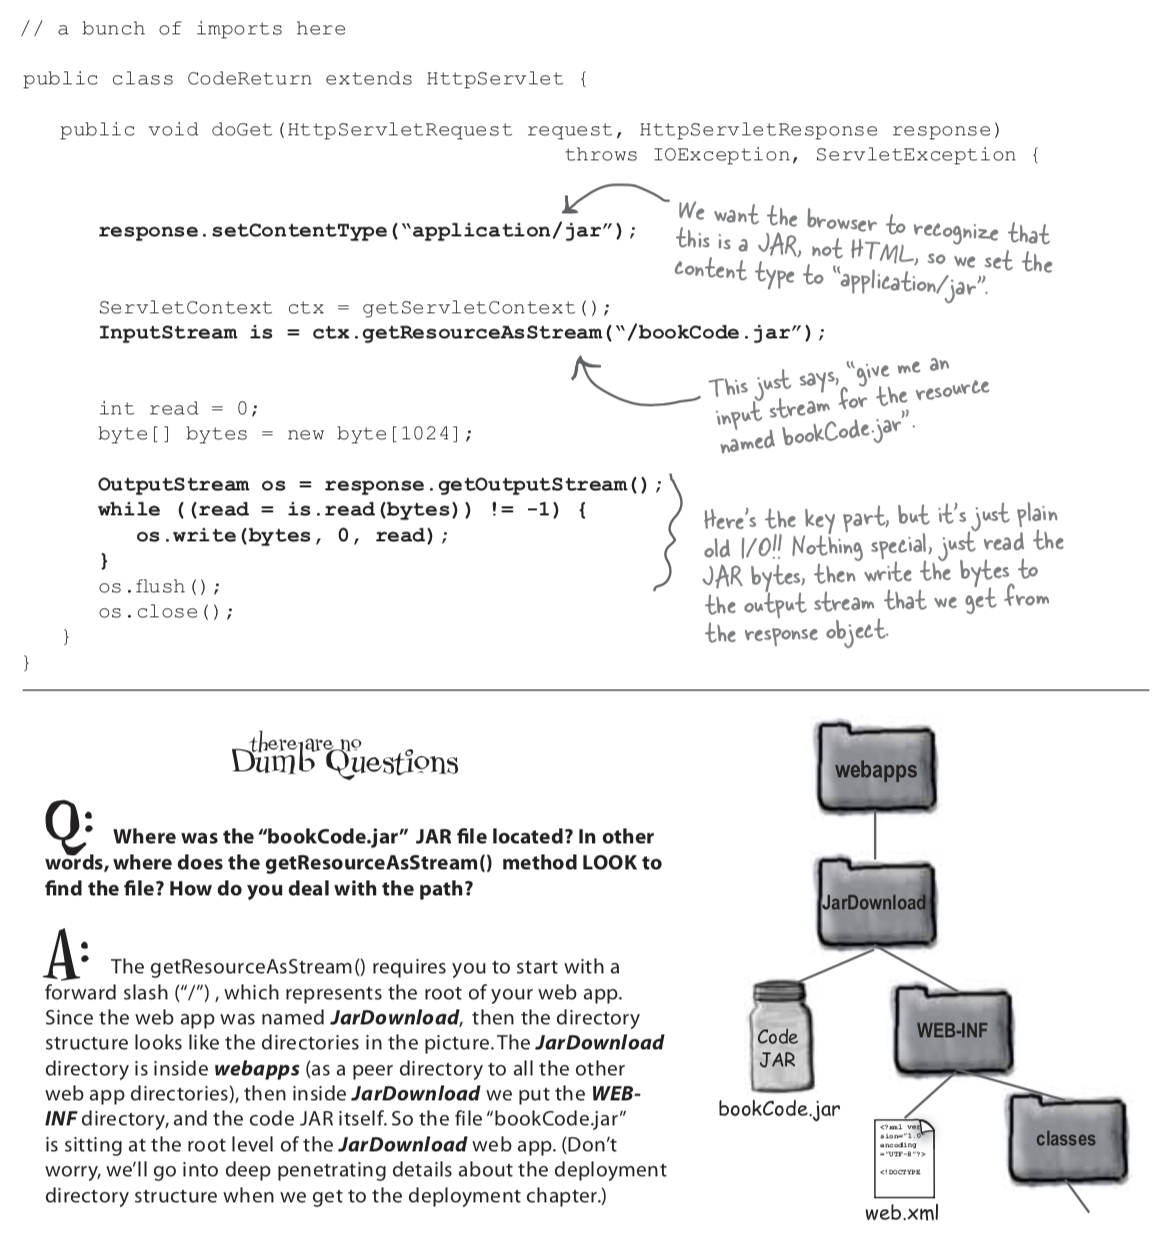 // a bunch of imports here
public class CodeReturn extends HttpServlet {
public void doGet(HttpServletRequest request, HttpServletResponse response)
throws IOException, ServletException {
response.setContentType(“application/jar”);
We want the browser to recognize that
this is a JAR, not HTML, so we set the
content type to “application/jar”.
ServletContext ctx = getServletContext();
InputStream is = ctx.getResourceAsStream(“/bookCode.jar”);
This just says, “give me an
input stream for the resource
named bookCode.jar”.
int read = 0;
byte[] bytes = new byte[1024];
OutputStream os = response.getOutputStream();
while ((read = is.read(bytes)) != -1) {
os.write(bytes, 0, read);
}
os.flush();
os.close();
}
}
Here’s the key part, but it’s just plain
old I/O!! Nothing special, just read the
JAR bytes, then write the bytes to
the output stream that we get from
the response object.
there are no
Dumb Questions
Q: Where was the “bookCode.jar” JAR file located? In other
words, where does the getResourceAsStream() method LOOK to
find the file? How do you deal with the path?
A: The getResourceAsStream() requires you to start with a
forward slash (“/”) , which represents the root of your web app.
Since the web app was named JarDownload, then the directory
structure looks like the directories in the picture. The JarDownload
directory is inside webapps (as a peer directory to all the other
web app directories), then inside JarDownload we put the WEB-
INF directory, and the code JAR itself. So the file “bookCode.jar”
is sitting at the root level of the JarDownload web app. (Don’t
worry, we’ll go into deep penetrating details about the deployment
directory structure when we get to the deployment chapter.)
webapps
JarDownload
Code
JAR
bookCode.jar
WEB-INF
<?xml ver
sion="1.0"
encoding
="UTF-8"?>
<!DOCTYPE
web.xml
classes